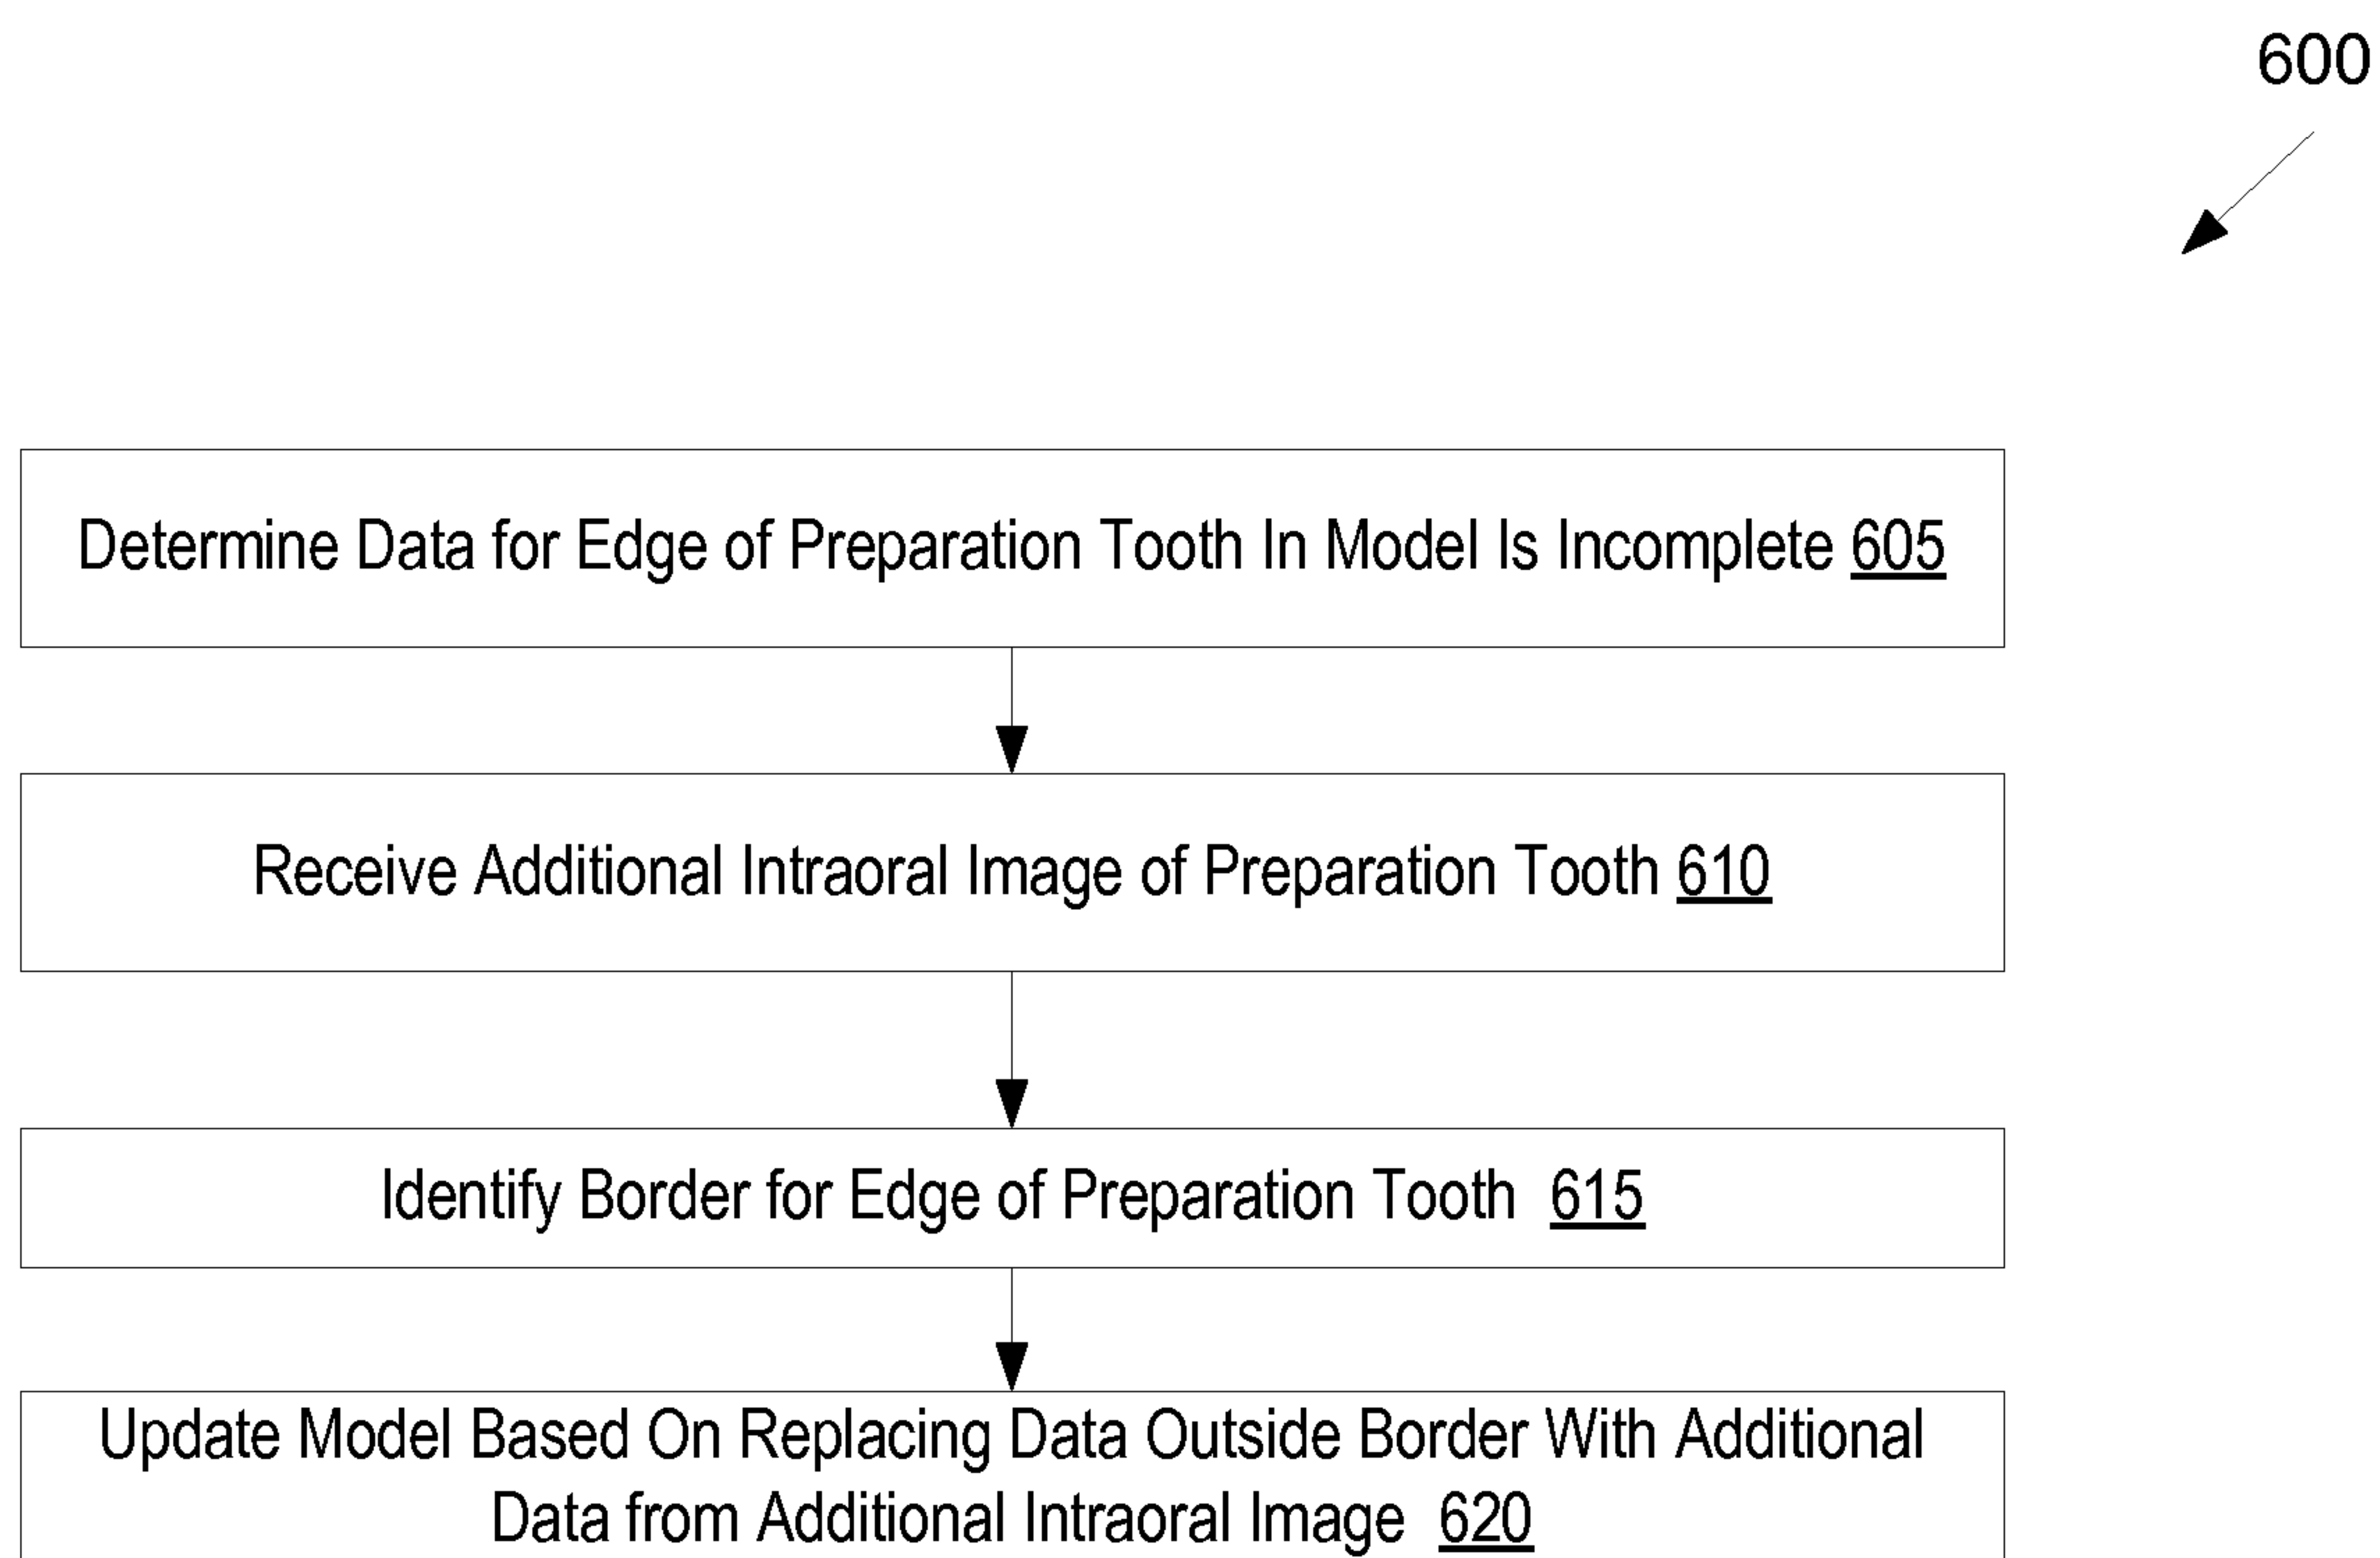 600
Determine Data for Edge of Preparation Tooth In Model Is Incomplete 605
Receive Additional Intraoral Image of Preparation Tooth 610
Identify Border for Edge of Preparation Tooth 615
Update Model Based On Replacing Data Outside Border With Additional
Data from Additional Intraoral Image 620